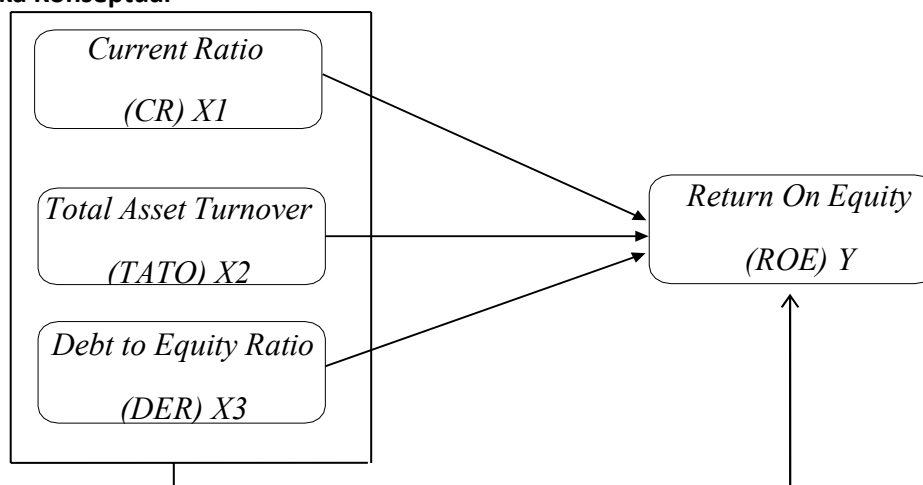 Current Ratio
(CR) X1
Total Asset Turnover
(TATO) X2
Debt to Equity Ratio
(DER) X3
Return On Equity
(ROE) Y